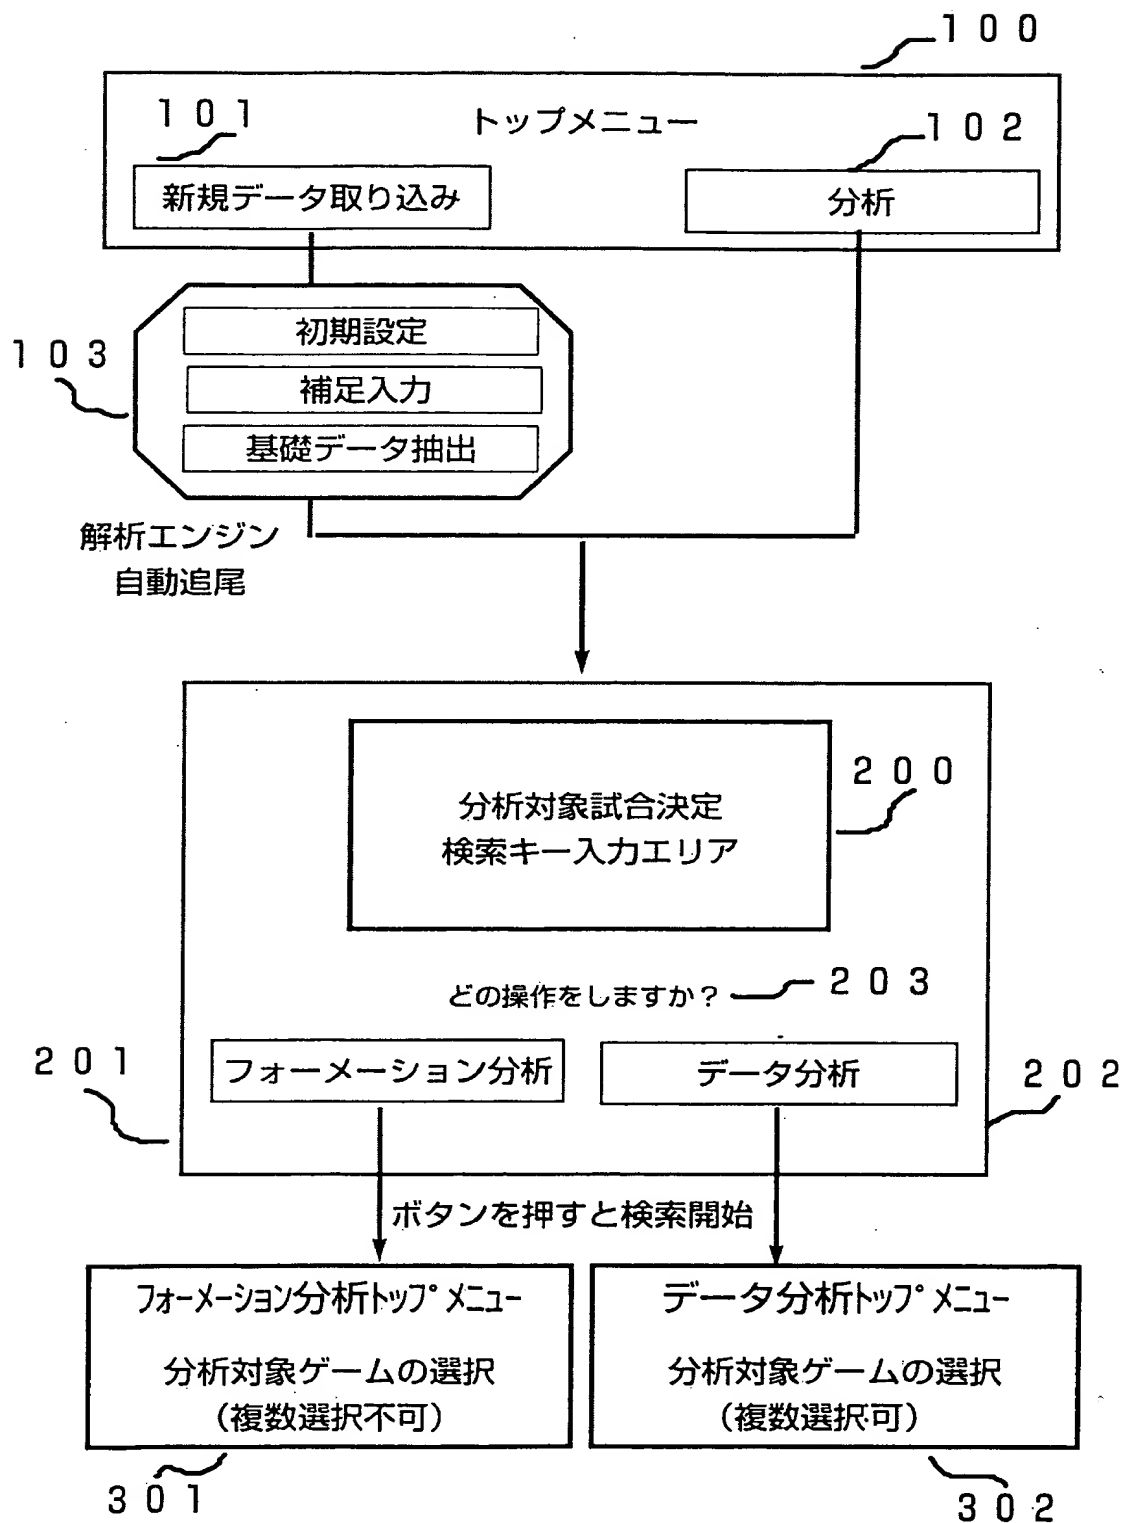 100
101
トップメニュー
102
新規データ取り込み
分析
初期設定
103
補足入力
基礎データ抽出
解析エンジン
自動追尾
200
分析対象試合決定
検索キー入力エリア
どの操作をしますか？
203
201
フォーメーション分析
データ分析
202
ボタンを押すと検索開始
ﾌｫｰﾒｰｼｮﾝ分析ﾄｯﾌﾟﾒﾆｭｰ
分析対象ゲームの選択
（複数選択不可）
データ分析ﾄｯﾌﾟﾒﾆｭｰ
分析対象ゲームの選択
（複数選択可）
301
302